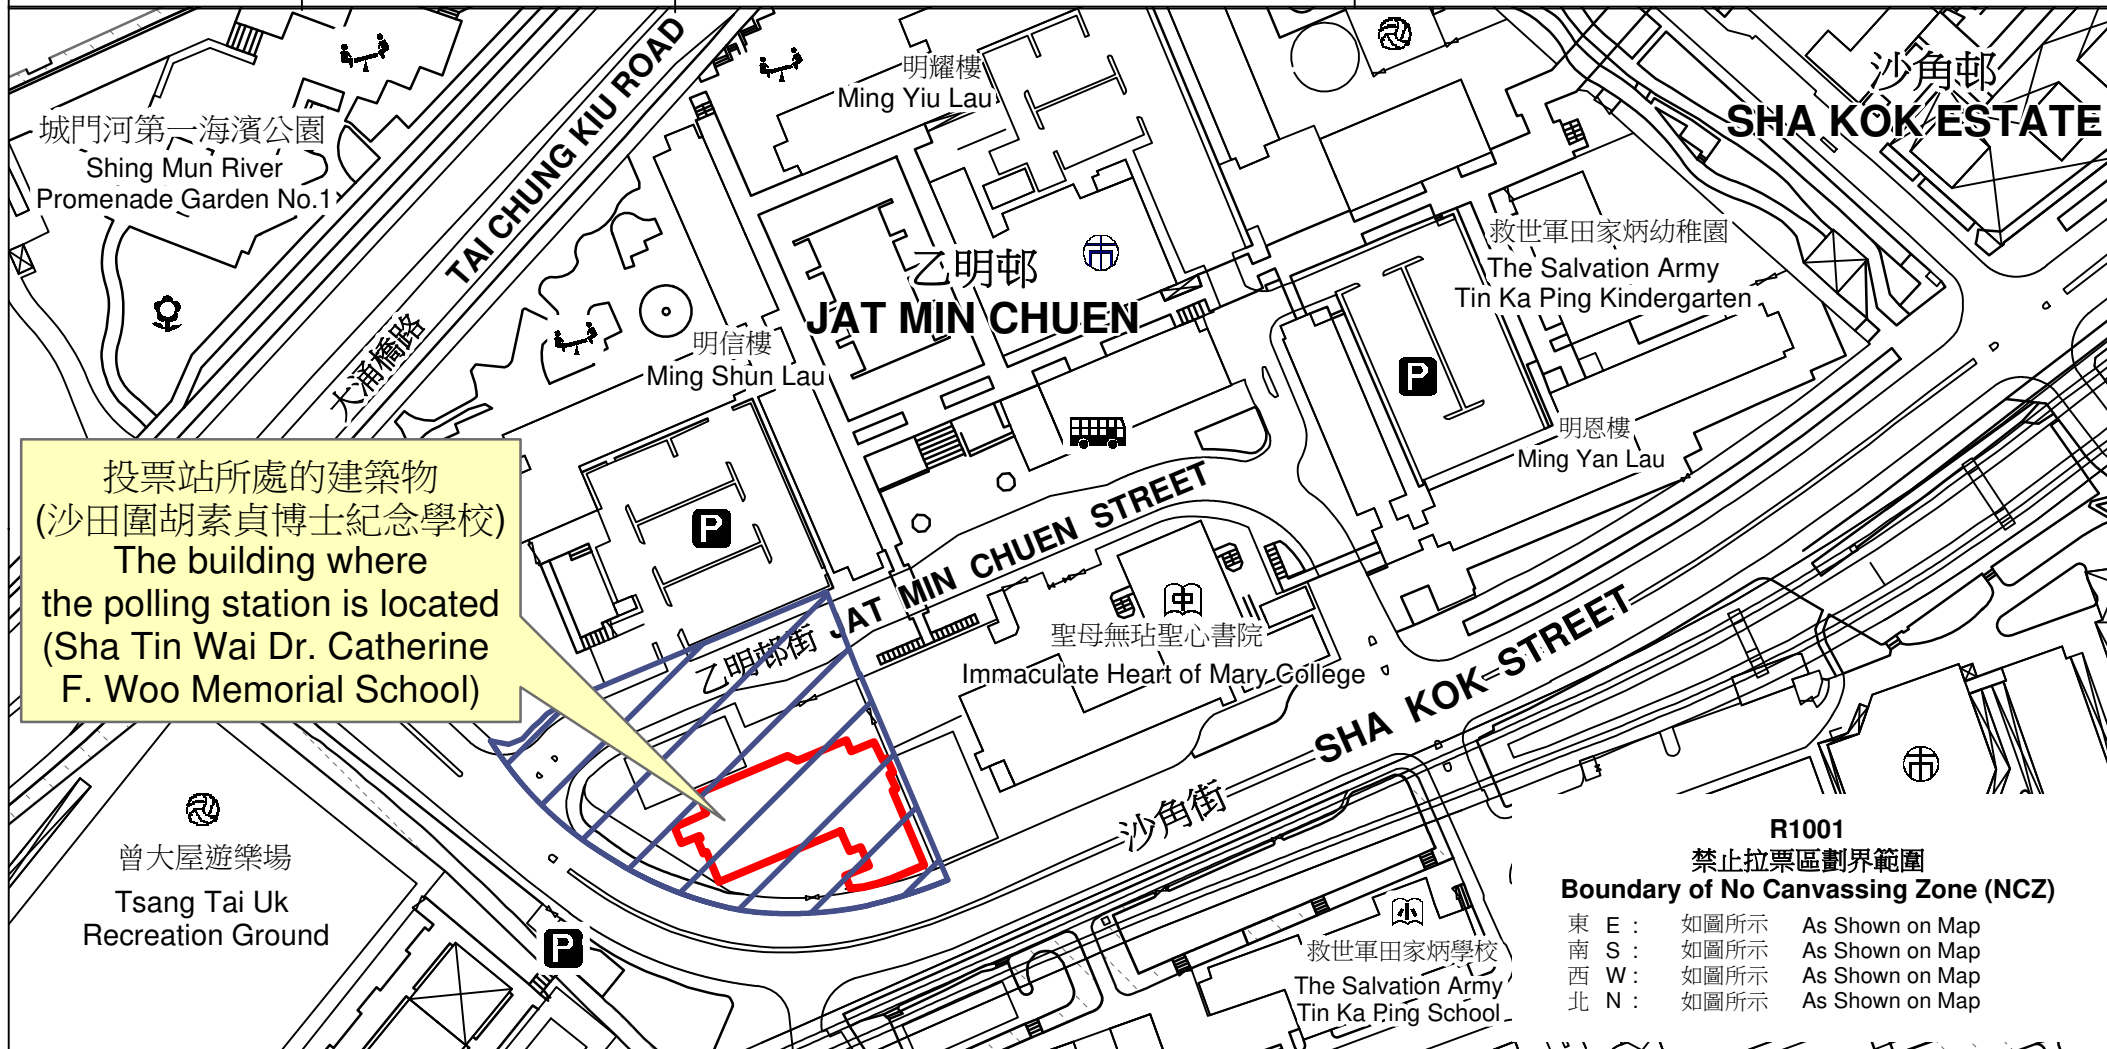 城門河第一海濱公園
Shing Mun River
Promenade Garden No.1
大涌橋路
TAI CHUNG KIU ROAD
明耀樓
Ming Yiu Lau
沙角邨
SHA KOK ESTATE
乙明邨
JAT MIN CHUEN
救世軍田家炳幼稚園
The Salvation Army
Tin Ka Ping Kindergarten
明信樓
Ming Shun Lau
P
明恩樓
Ming Yan Lau
投票站所處的建築物
(沙田圍胡素貞博士紀念學校)
The building where
the polling station is located
(Sha Tin Wai Dr. Catherine
F. Woo Memorial School)
P
乙明邨街 JAT MIN CHUEN STREET
中
聖母無玷聖心書院
Immaculate Heart of Mary College
沙角街 SHA KOK STREET
市
市
曾大屋遊樂場
Tsang Tai Uk
Recreation Ground
P
小
救世軍田家炳學校
The Salvation Army
Tin Ka Ping School
R1001
禁止拉票區劃界範圍
Boundary of No Canvassing Zone (NCZ)
東 E : 如圖所示 As Shown on Map
南 S : 如圖所示 As Shown on Map
西 W : 如圖所示 As Shown on Map
北 N : 如圖所示 As Shown on Map